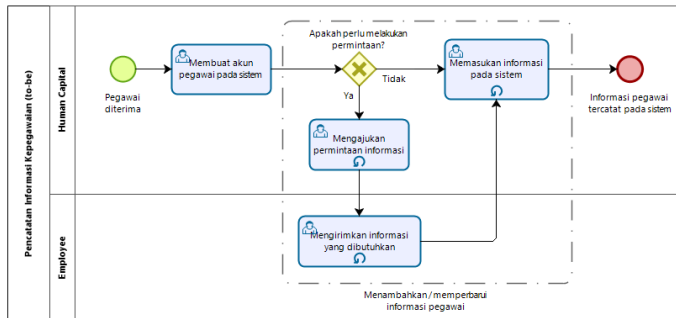 Pencatatan Informasi Kepegawaian (to-be)
Human Capital
Employee
Pegawai
diterima
Membuat akun
pegawai pada sistem
Apakah perlu melakukan
permintaan?
Tidak
Ya
Memasukan informasi
pada sistem
Informasi pegawai
tercatat pada sistem
Mengajukan
permintaan informasi
Mengirimkan informasi
yang dibutuhkan
Menambahkan / memperbarui
informasi pegawai